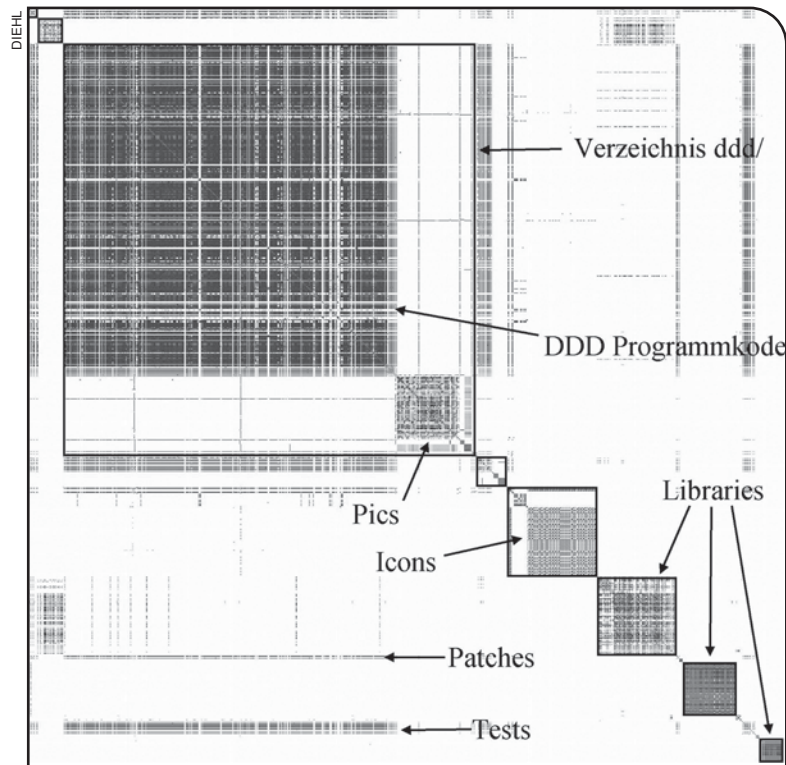 DIEHL
Verzeichnis ddd/
DDD Programmkode
Pics
Icons
Libraries
Patches
Tests